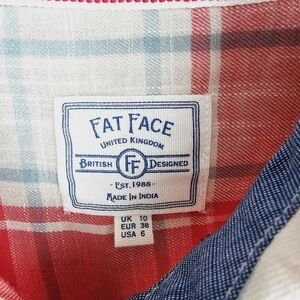 FAT FACE
UNITED KINGDOM
BRITISH FF DESIGNED
- EST. 1988 -
MADE IN INDIA
UK 10
EUR 38
USA 6